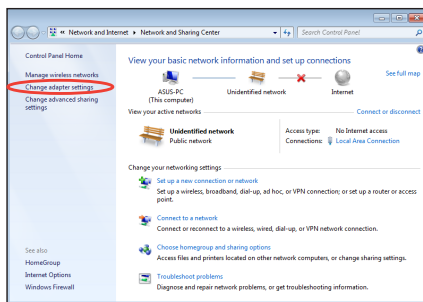 « Network and Internet ▸ Network and Sharing Center
Search Control Panel
Control Panel Home
Manage wireless networks
Change adapter settings
Change advanced sharing
settings
See also
HomeGroup
Internet Options
Windows Firewall
View your basic network information and set up connections
See full map
ASUS-PC
(This computer)
Unidentified network
Internet
View your active networks
Connect or disconnect
Unidentified network
Public network
Access type: No Internet access
Connections: Local Area Connection
Change your networking settings
Set up a new connection or network
Set up a wireless, broadband, dial-up, ad hoc, or VPN connection; or set up a router or access
point.
Connect to a network
Connect or reconnect to a wireless, wired, dial-up, or VPN network connection.
Choose homegroup and sharing options
Access files and printers located on other network computers, or change sharing settings.
Troubleshoot problems
Diagnose and repair network problems, or get troubleshooting information.